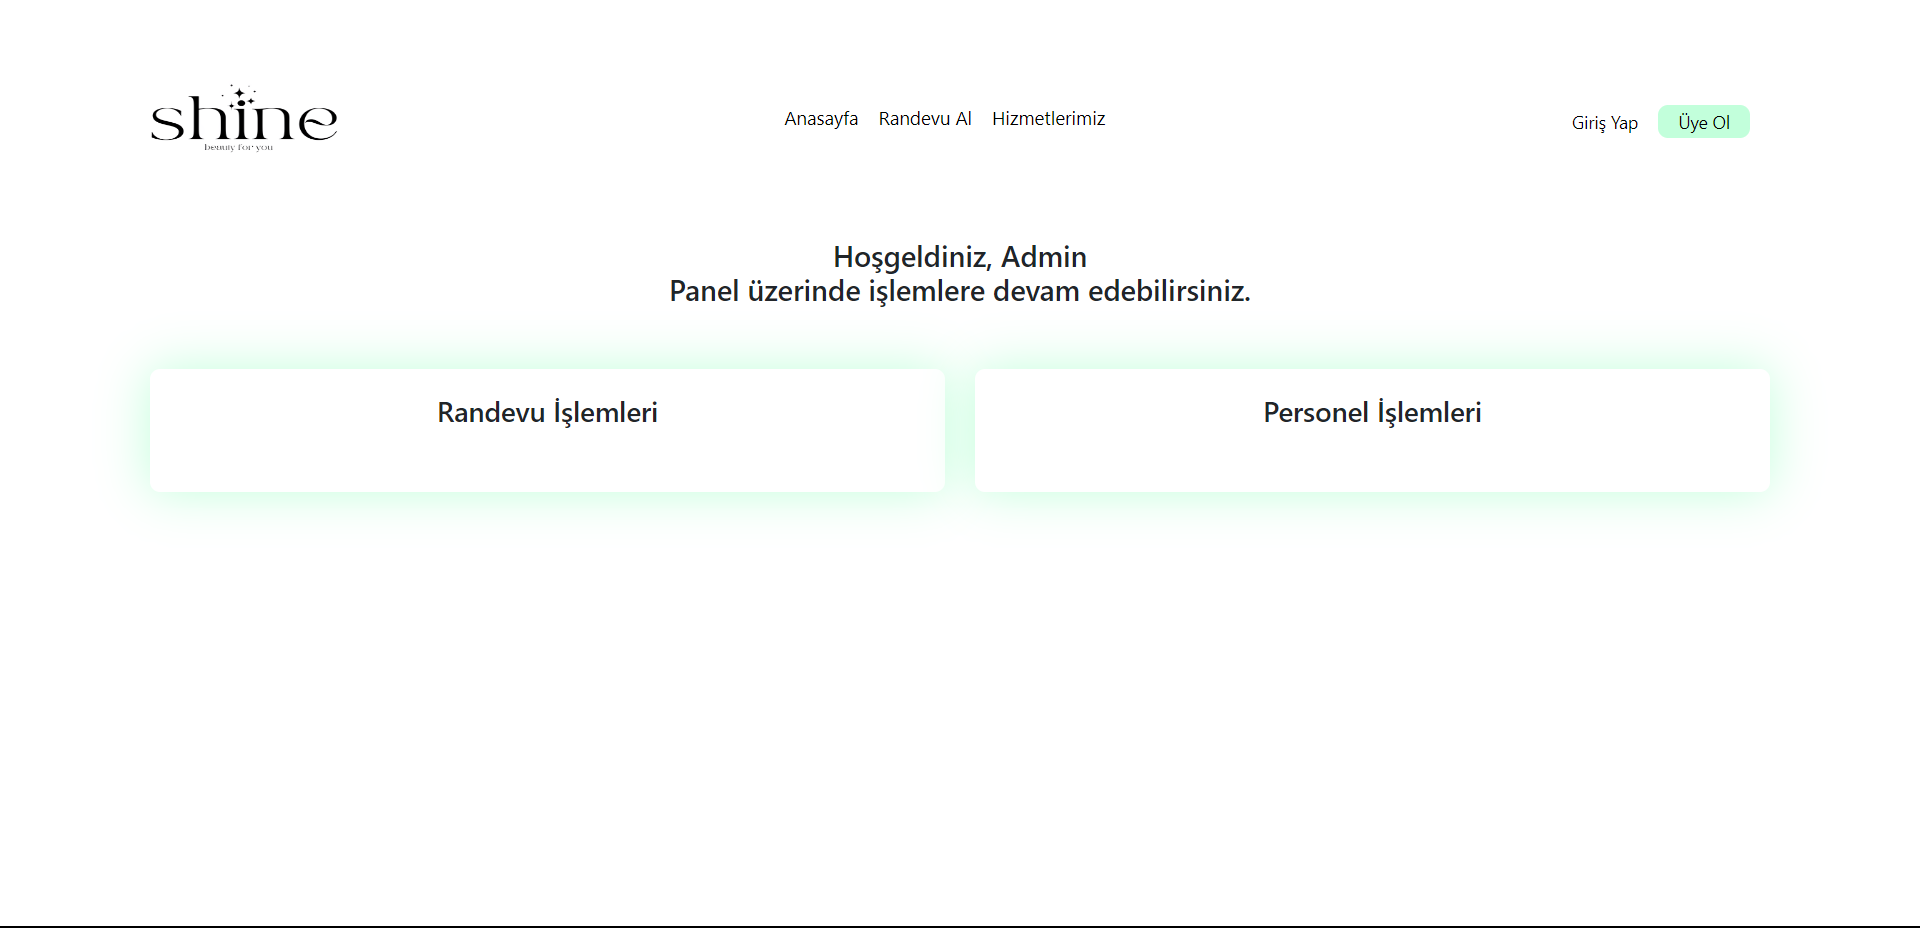 shine
beauty for you
Anasayfa Randevu Al Hizmetlerimiz
Giriş Yap Üye Ol
Hoşgeldiniz, Admin
Panel üzerinde işlemlere devam edebilirsiniz.
Randevu İşlemleri
Personel İşlemleri